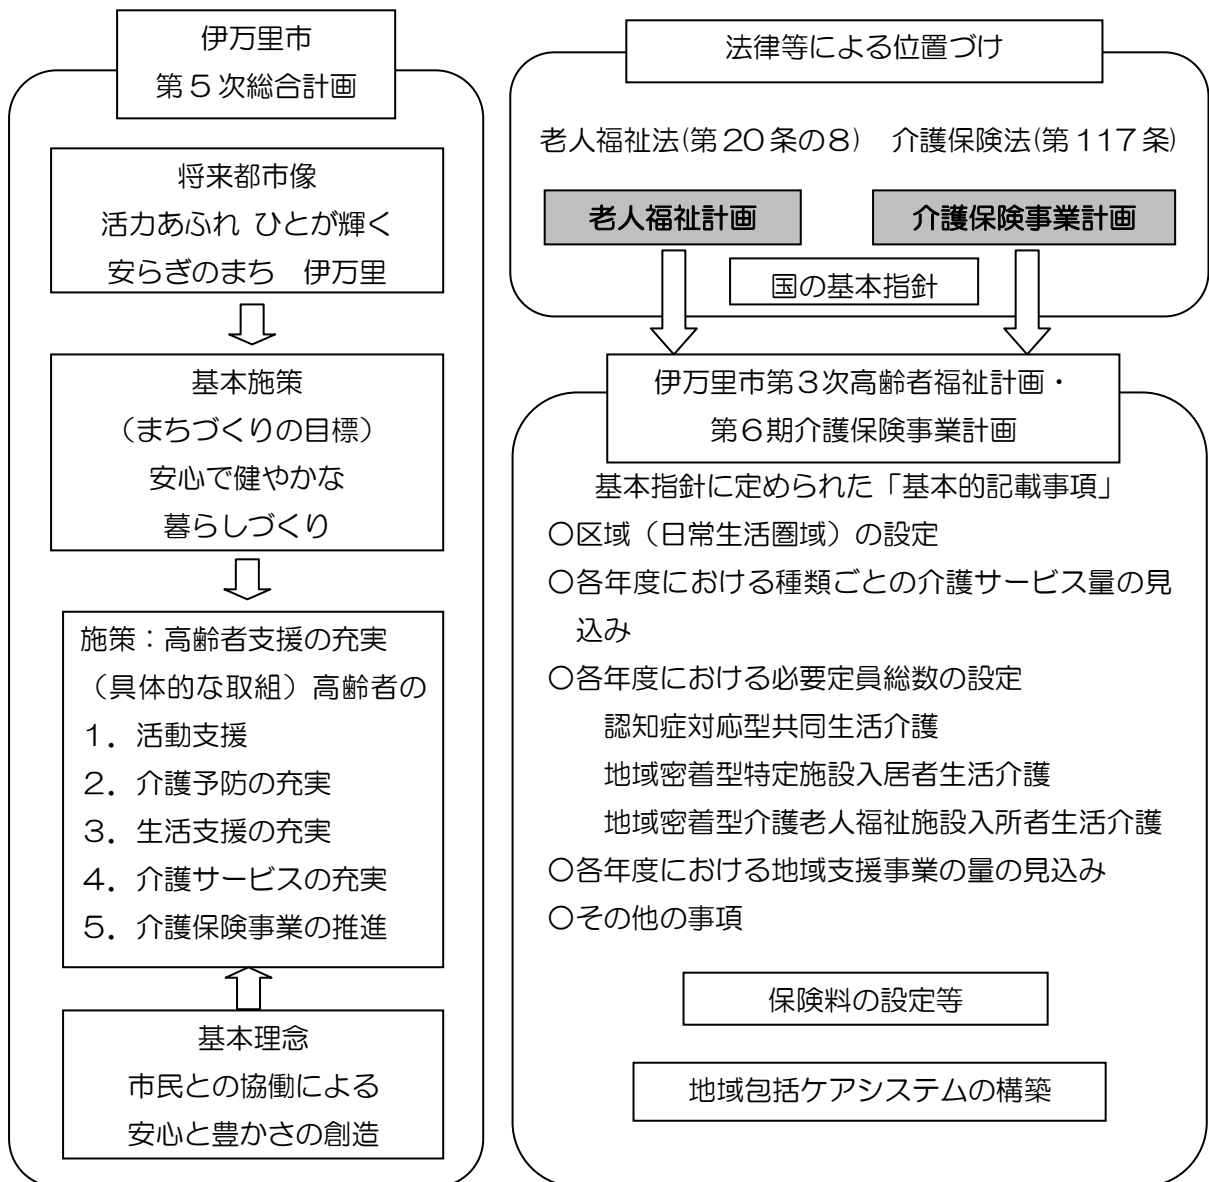 伊万里市
第5次総合計画
将来都市像
活力あふれ ひとが輝く
安らぎのまち　伊万里
基本施策
（まちづくりの目標）
安心で健やかな
暮らしづくり
施策：高齢者支援の充実
（具体的な取組）高齢者の
１．活動支援
２．介護予防の充実
３．生活支援の充実
４．介護サービスの充実
５．介護保険事業の推進
基本理念
市民との協働による
安心と豊かさの創造
法律等による位置づけ
老人福祉法(第20条の8)　介護保険法(第117条)
老人福祉計画　介護保険事業計画
国の基本指針
伊万里市第3次高齢者福祉計画・
第6期介護保険事業計画
基本指針に定められた「基本的記載事項」
〇区域（日常生活圏域）の設定
〇各年度における種類ごとの介護サービス量の見
込み
〇各年度における必要定員総数の設定
認知症対応型共同生活介護
地域密着型特定施設入居者生活介護
地域密着型介護老人福祉施設入所者生活介護
〇各年度における地域支援事業の量の見込み
〇その他の事項
保険料の設定等
地域包括ケアシステムの構築